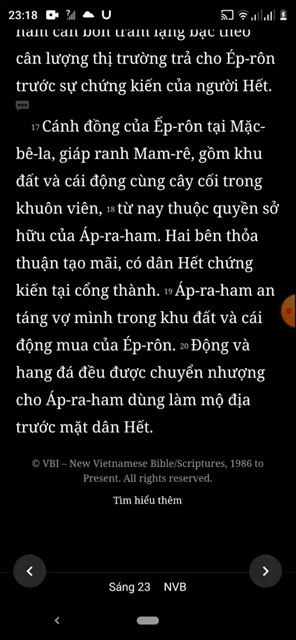 23:18
năm cân bốn trăm lạng bạc theo
cân lượng thị trường trả cho Ép-rôn
trước sự chứng kiến của người Hết.
17 Cánh đồng của Ếp-rôn tại Mặc-
bê-la, giáp ranh Mam-rê, gồm khu
đất và cái động cùng cây cối trong
khuôn viên, 18 từ nay thuộc quyền sở
hữu của Áp-ra-ham. Hai bên thỏa
thuận tạo mãi, có dân Hết chứng
kiến tại cổng thành. 19 Áp-ra-ham an
táng vợ mình trong khu đất và cái
động mua của Ép-rôn. 20 Động và
hang đá đều được chuyển nhượng
cho Áp-ra-ham dùng làm mộ địa
trước mặt dân Hết.
© VBI – New Vietnamese Bible/Scriptures, 1986 to
Present. All rights reserved.
Tìm hiểu thêm
Sáng 23 NVB